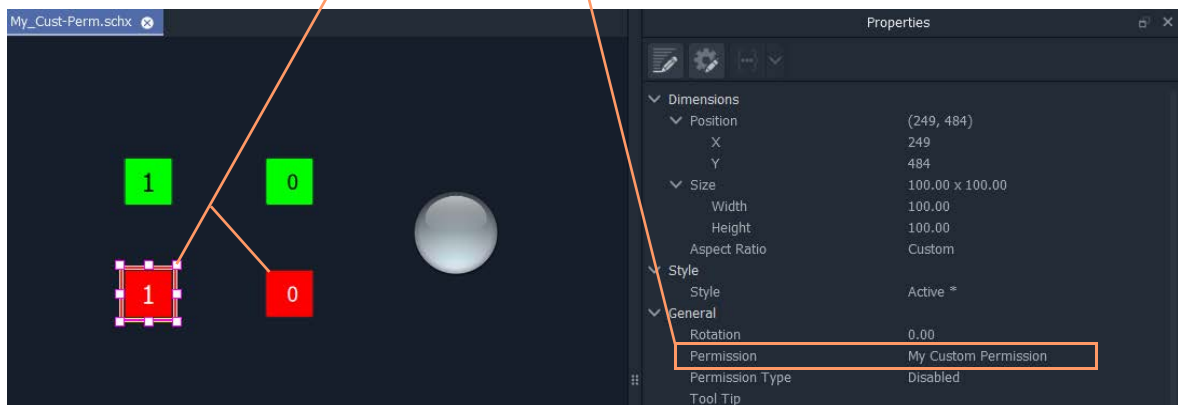 My_Cust-Perm.schx
Properties
Dimensions
Position (249, 484)
X 249
Y 484
Size 100.00 x 100.00
Width 100.00
Height 100.00
Aspect Ratio Custom
Style
Style Active *
General
Rotation 0.00
Permission My Custom Permission
Permission Type Disabled
Tool Tip
1 0
1 0